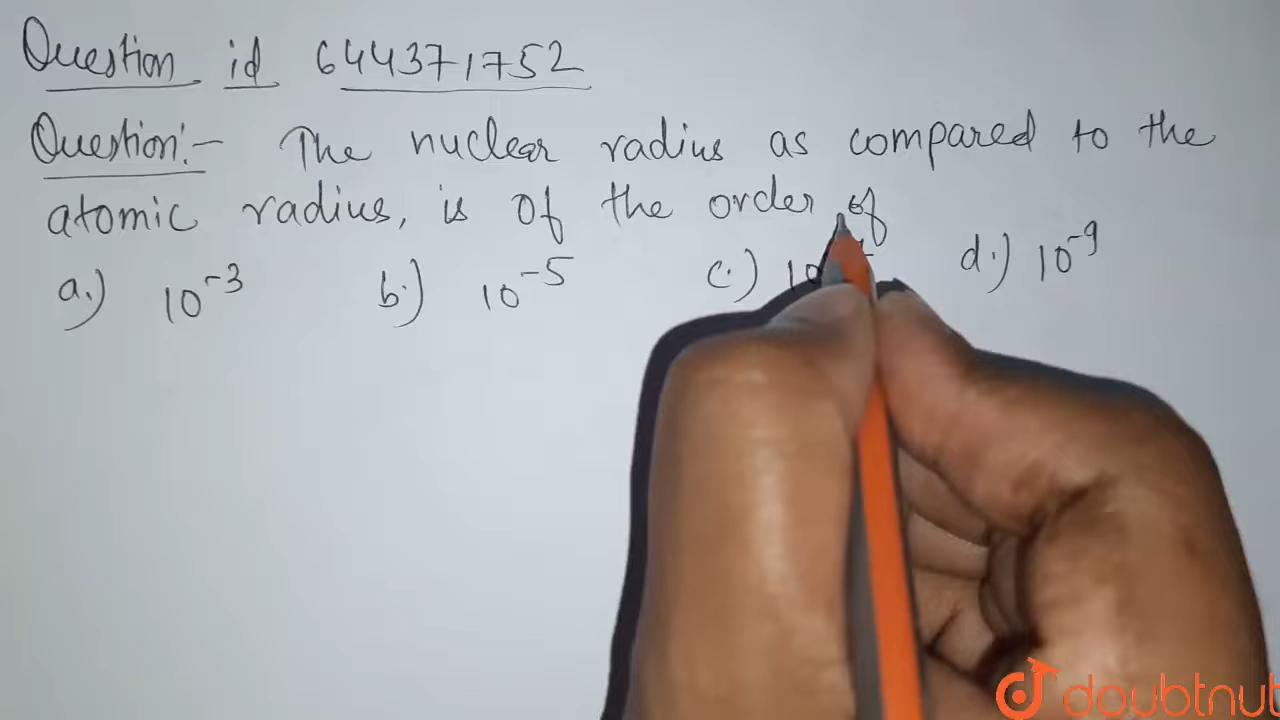 Question id 644371752
Question:- The nuclear radius as compared to the
atomic radius, is of the order of
a.) 10⁻³ b.) 10⁻⁵ c.) 10 d.) 10⁻⁹
doubtnut